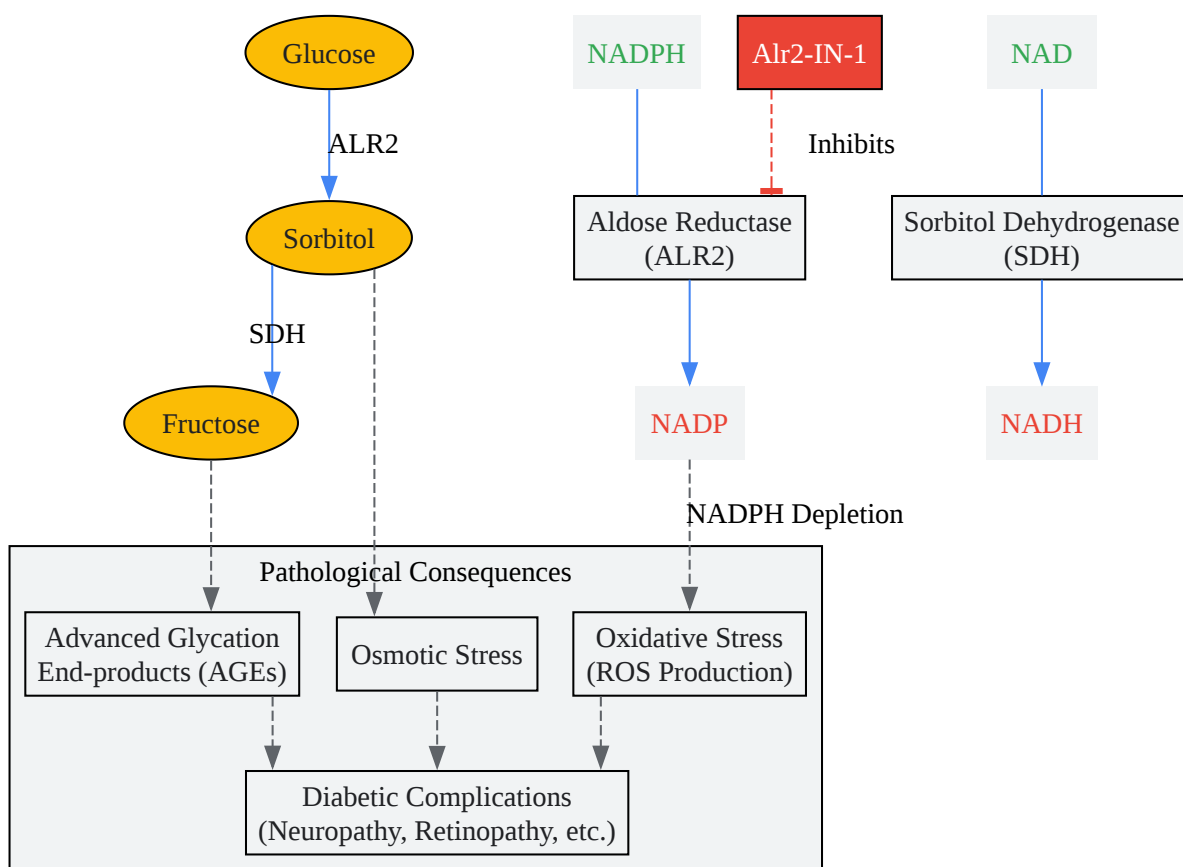 Glucose
NADPH
Alr2-IN-1
NAD
ALR2
Inhibits
Sorbitol
Aldose Reductase
(ALR2)
Sorbitol Dehydrogenase
(SDH)
SDH
Fructose
NADP
NADH
NADPH Depletion
Pathological Consequences
Advanced Glycation
End-products (AGEs)
Osmotic Stress
Oxidative Stress
(ROS Production)
Diabetic Complications
(Neuropathy, Retinopathy, etc.)